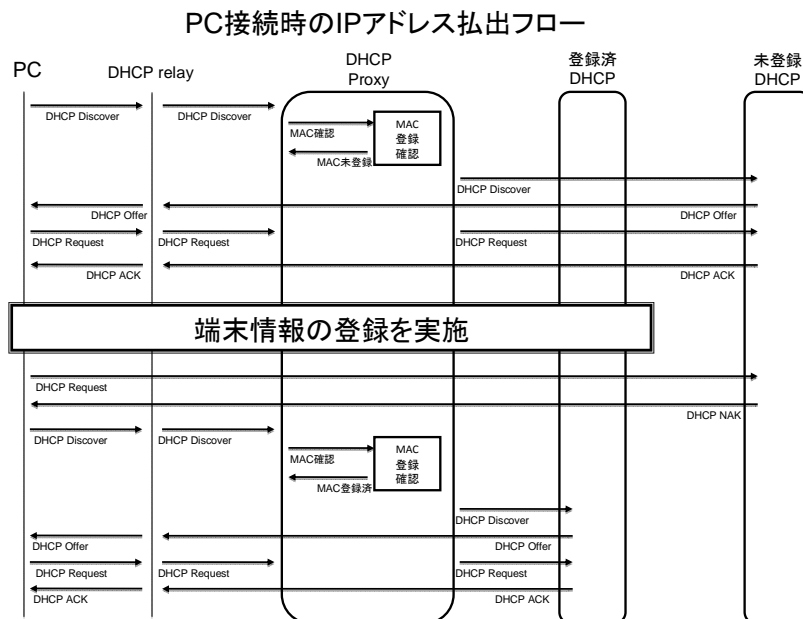 PC接続時のIPアドレス払出フロー
PC
DHCP relay
DHCP
Proxy
登録済
DHCP
未登録
DHCP
DHCP Discover
DHCP Discover
MAC確認
MAC
登録
確認
MAC未登録
DHCP Discover
DHCP Offer
DHCP Offer
DHCP Request
DHCP Request
DHCP Request
DHCP ACK
DHCP ACK
端末情報の登録を実施
DHCP Request
DHCP NAK
DHCP Discover
DHCP Discover
MAC確認
MAC
登録
確認
MAC登録済
DHCP Discover
DHCP Offer
DHCP Offer
DHCP Request
DHCP Request
DHCP Request
DHCP ACK
DHCP ACK